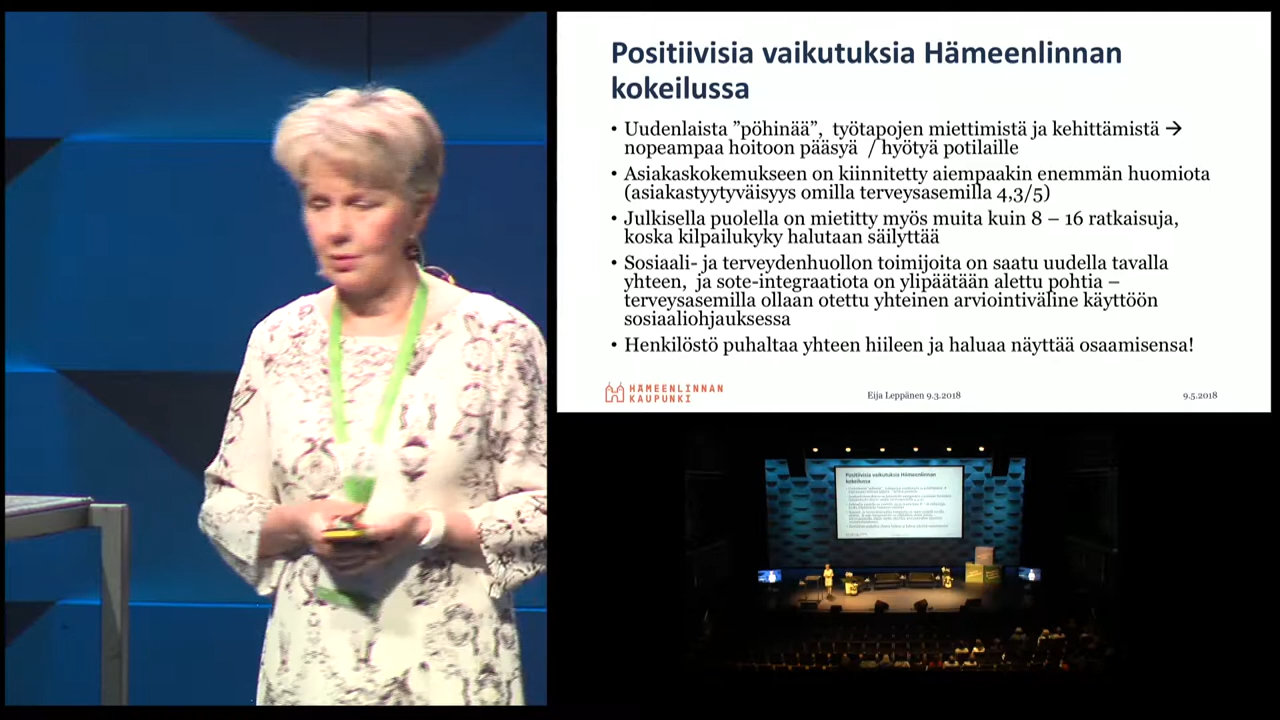 Positiivisia vaikutuksia Hämeenlinnan
kokeilussa
• Uudenlaista ”pöhinää”, työtapojen miettimistä ja kehittämistä →
nopeampaa hoitoon pääsyä / hyötyä potilaille
• Asiakaskokemukseen on kiinnitetty aiempaakin enemmän huomiota
(asiakastyytyväisyys omilla terveysasemilla 4,3/5)
• Julkisella puolella on mietitty myös muita kuin 8 – 16 ratkaisuja,
koska kilpailukyky halutaan säilyttää
• Sosiaali- ja terveydenhuollon toimijoita on saatu uudella tavalla
yhteen, ja sote-integraatiota on ylipäätään alettu pohtia –
terveysasemilla ollaan otettu yhteinen arviointiväline käyttöön
sosiaaliohjauksessa
• Henkilöstö puhaltaa yhteen hiileen ja haluaa näyttää osaamisensa!
HÄMEENLINNAN
KAUPUNKI
Eija Leppänen 9.3.2018
9.5.2018
Positiivisia vaikutuksia Hämeenlinnan
kokeilussa